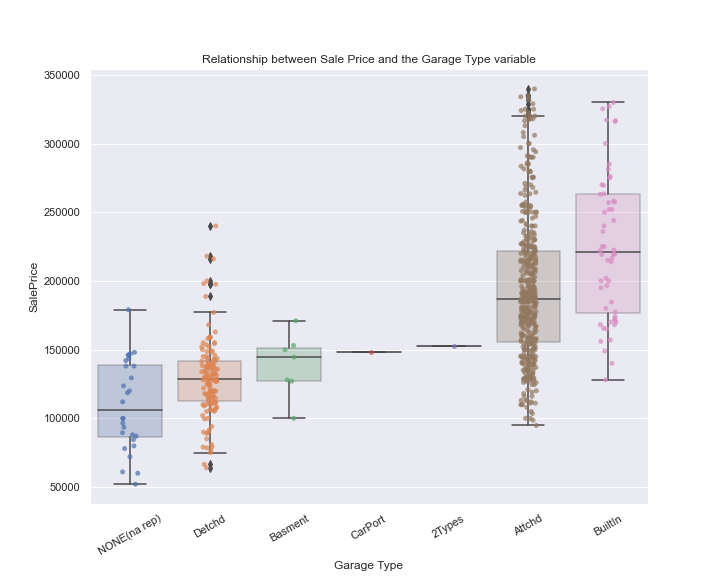 Relationship between Sale Price and the Garage Type variable
350000
300000
250000
200000
150000
100000
50000
SalePrice
NONE(na rep)
Detchd
Basment
CarPort
2Types
Attchd
BuiltIn
Garage Type